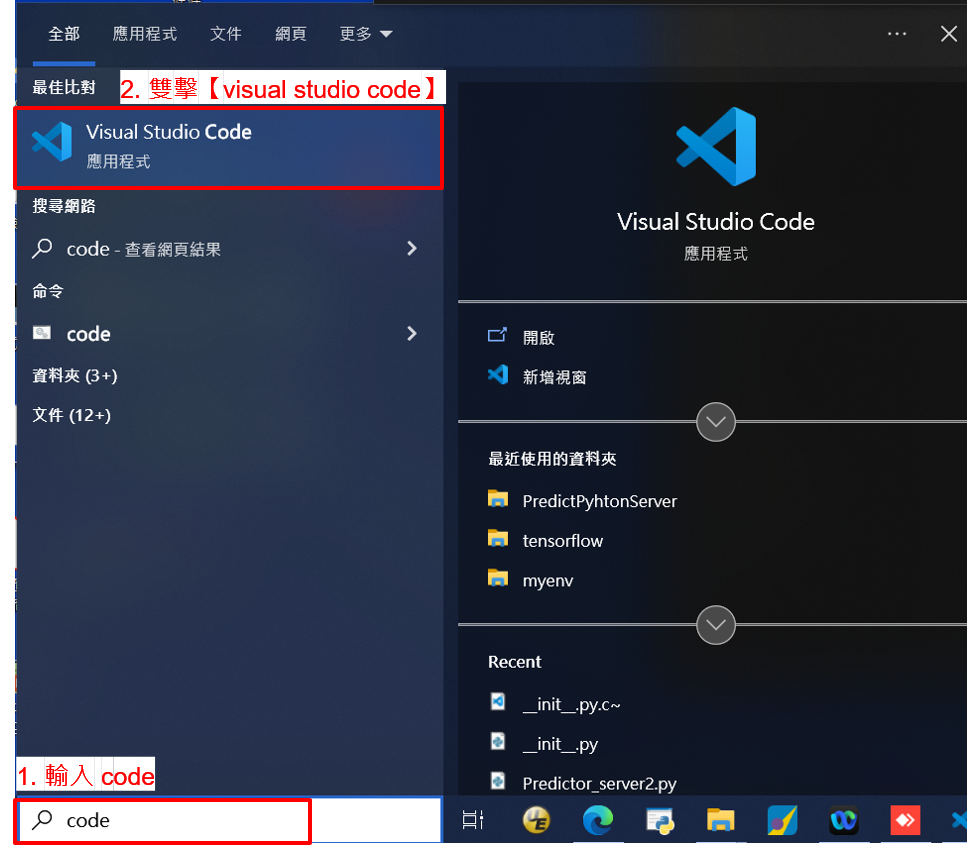 全部 應用程式 文件 網頁 更多
最佳比對
2. 雙擊【visual studio code】
Visual Studio Code
應用程式
搜尋網路
code - 查看網頁結果
命令
code
資料夾 (3+)
文件 (12+)
1. 輸入 code
code
Visual Studio Code
應用程式
開啟
新增視窗
最近使用的資料夾
PredictPyhtonServer
tensorflow
myenv
Recent
__init__.py.c~
__init__.py
Predictor_server2.py